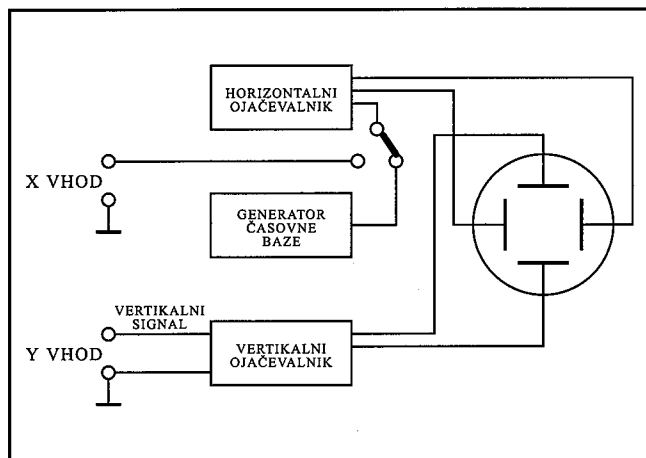 HORIZONTALNI
OJAČEVALNIK
X VHOD
GENERATOR
ČASOVNE
BAZE
VERTIKALNI
SIGNAL
Y VHOD
VERTIKALNI
OJAČEVALNIK